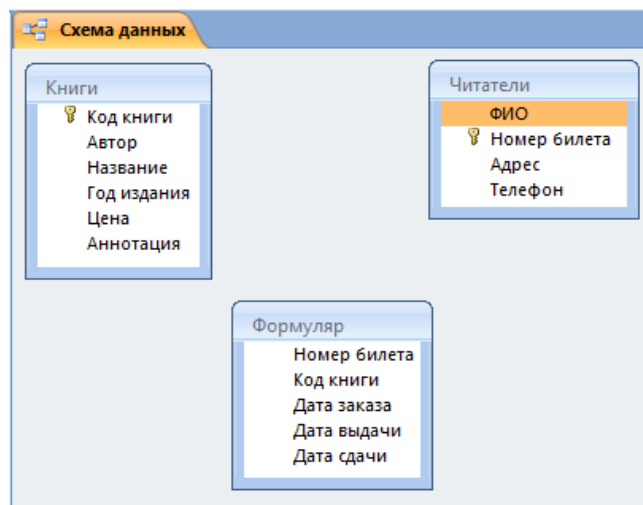 Схема данных
Книги
Код книги
Автор
Название
Год издания
Цена
Аннотация
Читатели
ФИО
Номер билета
Адрес
Телефон
Формуляр
Номер билета
Код книги
Дата заказа
Дата выдачи
Дата сдачи